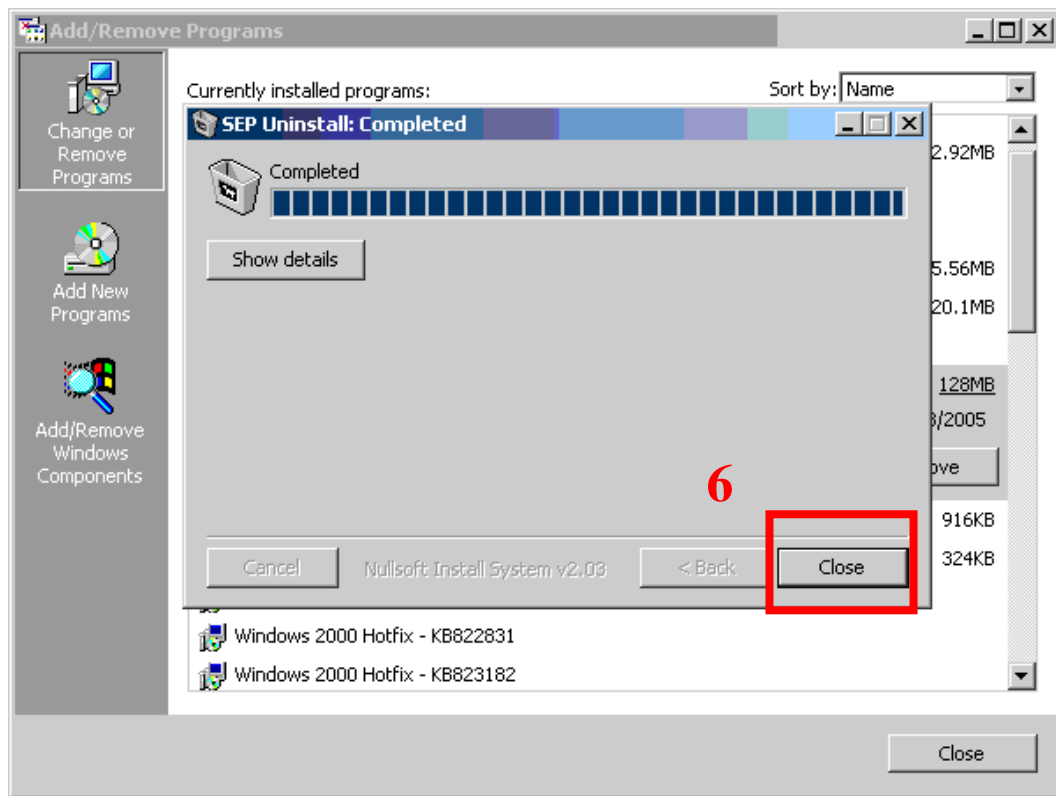 Add/Remove Programs
Change or
Remove
Programs
Add New
Programs
Add/Remove
Windows
Components
Currently installed programs:
Sort by: Name
SEP Uninstall: Completed
Completed
Show details
2.92MB
5.56MB
20.1MB
128MB
/2005
ove
916KB
324KB
6
Cancel
Nullsoft Install System v2.03
< Back
Close
Windows 2000 Hotfix - KB822831
Windows 2000 Hotfix - KB823182
Close